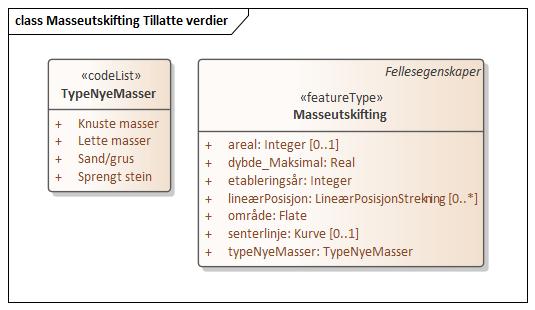 class Masseutskifting Tillatte verdier
«codeList»
TypeNyeMasser
+ Knuste masser
+ Lette masser
+ Sand/grus
+ Sprengt stein
Fellesegenskaper
«featureType»
Masseutskifting
+ areal: Integer [0..1]
+ dybde_Maksimal: Real
+ etableringsår: Integer
+ lineærPosisjon: LineærPosisjonStrekning [0..*]
+ område: Flate
+ senterlinje: Kurve [0..1]
+ typeNyeMasser: TypeNyeMasser